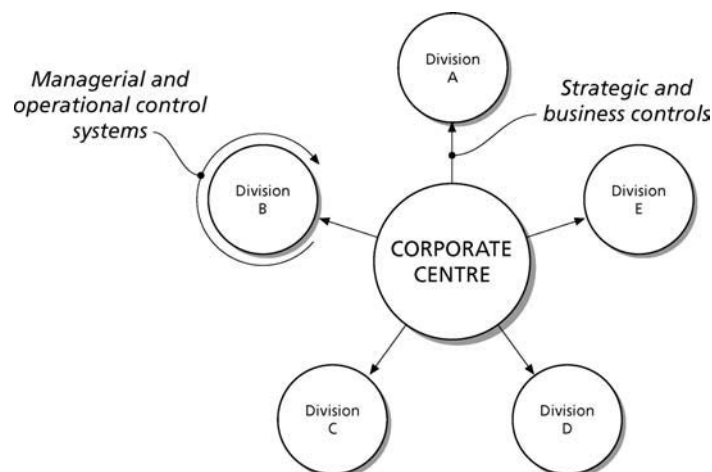 Division
A
Managerial and
operational control
systems
Strategic and
business controls
Division
B
Division
E
CORPORATE
CENTRE
Division
C
Division
D